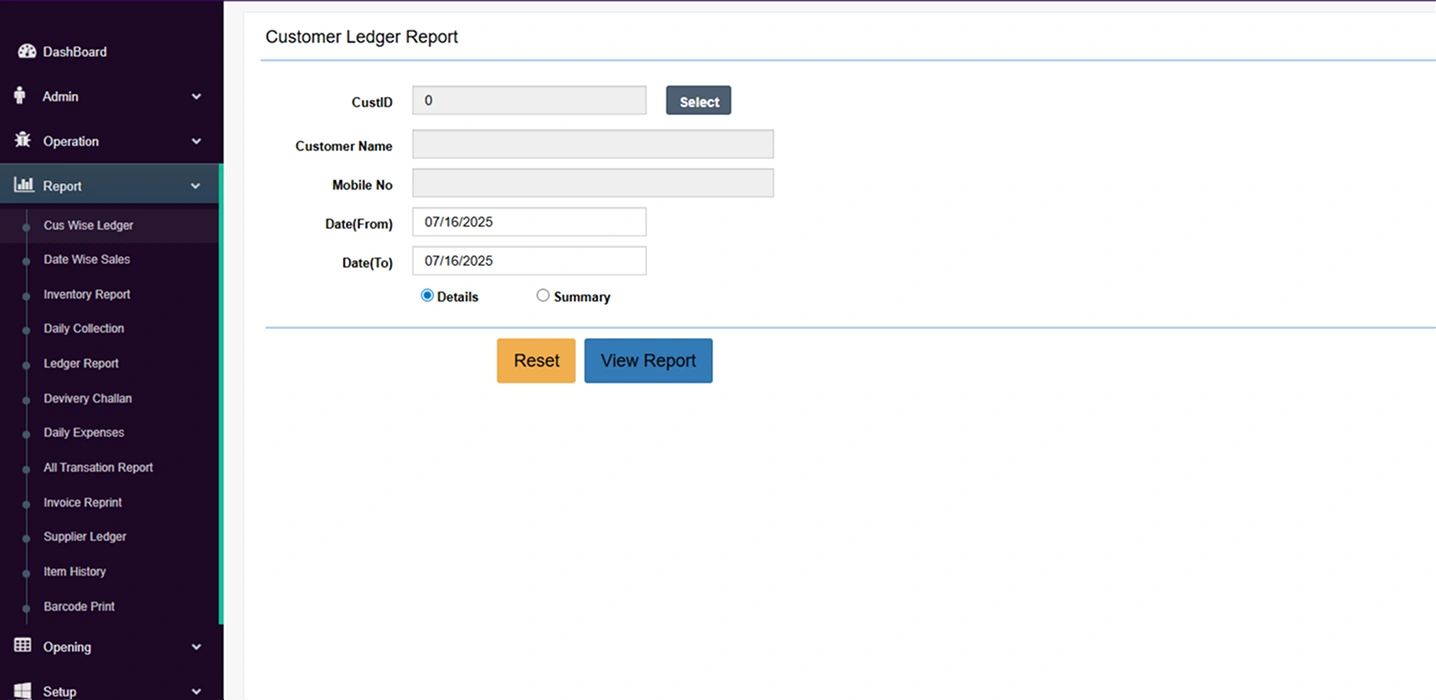 DashBoard
Admin
Operation
Report
Cus Wise Ledger
Date Wise Sales
Inventory Report
Daily Collection
Ledger Report
Devivery Challan
Daily Expenses
All Transation Report
Invoice Reprint
Supplier Ledger
Item History
Barcode Print
Opening
Setup
Customer Ledger Report
CustID 0 Select
Customer Name
Mobile No
Date(From) 07/16/2025
Date(To) 07/16/2025
Details Summary
Reset View Report